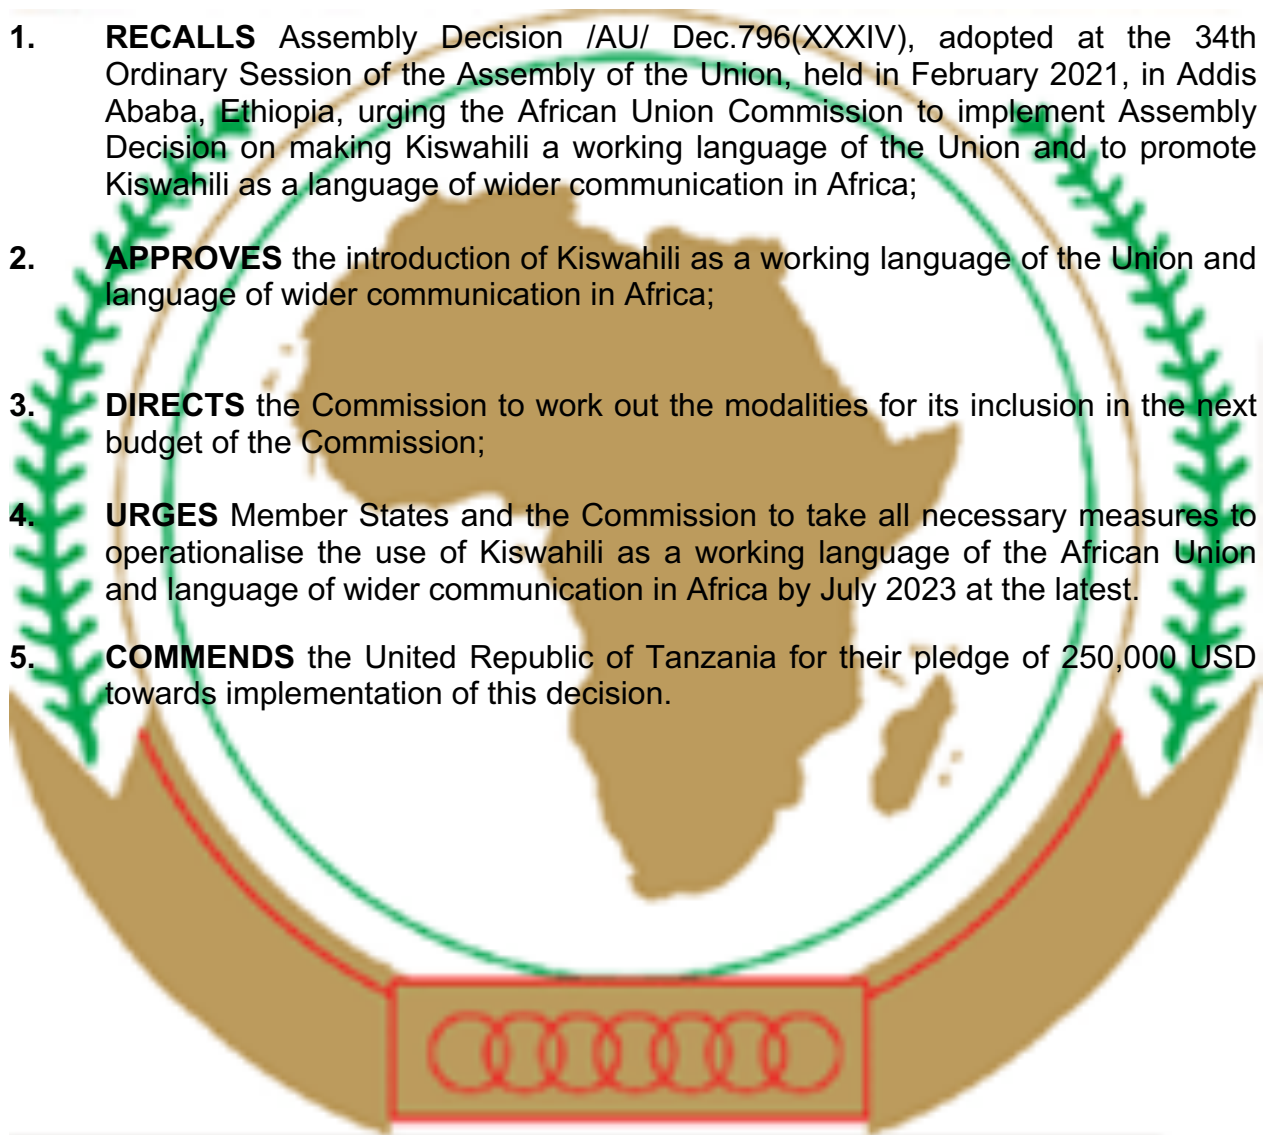 1. RECALLS Assembly Decision /AU/ Dec.796(XXXIV), adopted at the 34th
Ordinary Session of the Assembly of the Union, held in February 2021, in Addis
Ababa, Ethiopia, urging the African Union Commission to implement Assembly
Decision on making Kiswahili a working language of the Union and to promote
Kiswahili as a language of wider communication in Africa;
2. APPROVES the introduction of Kiswahili as a working language of the Union and
language of wider communication in Africa;
3. DIRECTS the Commission to work out the modalities for its inclusion in the next
budget of the Commission;
4. URGES Member States and the Commission to take all necessary measures to
operationalise the use of Kiswahili as a working language of the African Union
and language of wider communication in Africa by July 2023 at the latest.
5. COMMENDS the United Republic of Tanzania for their pledge of 250,000 USD
towards implementation of this decision.